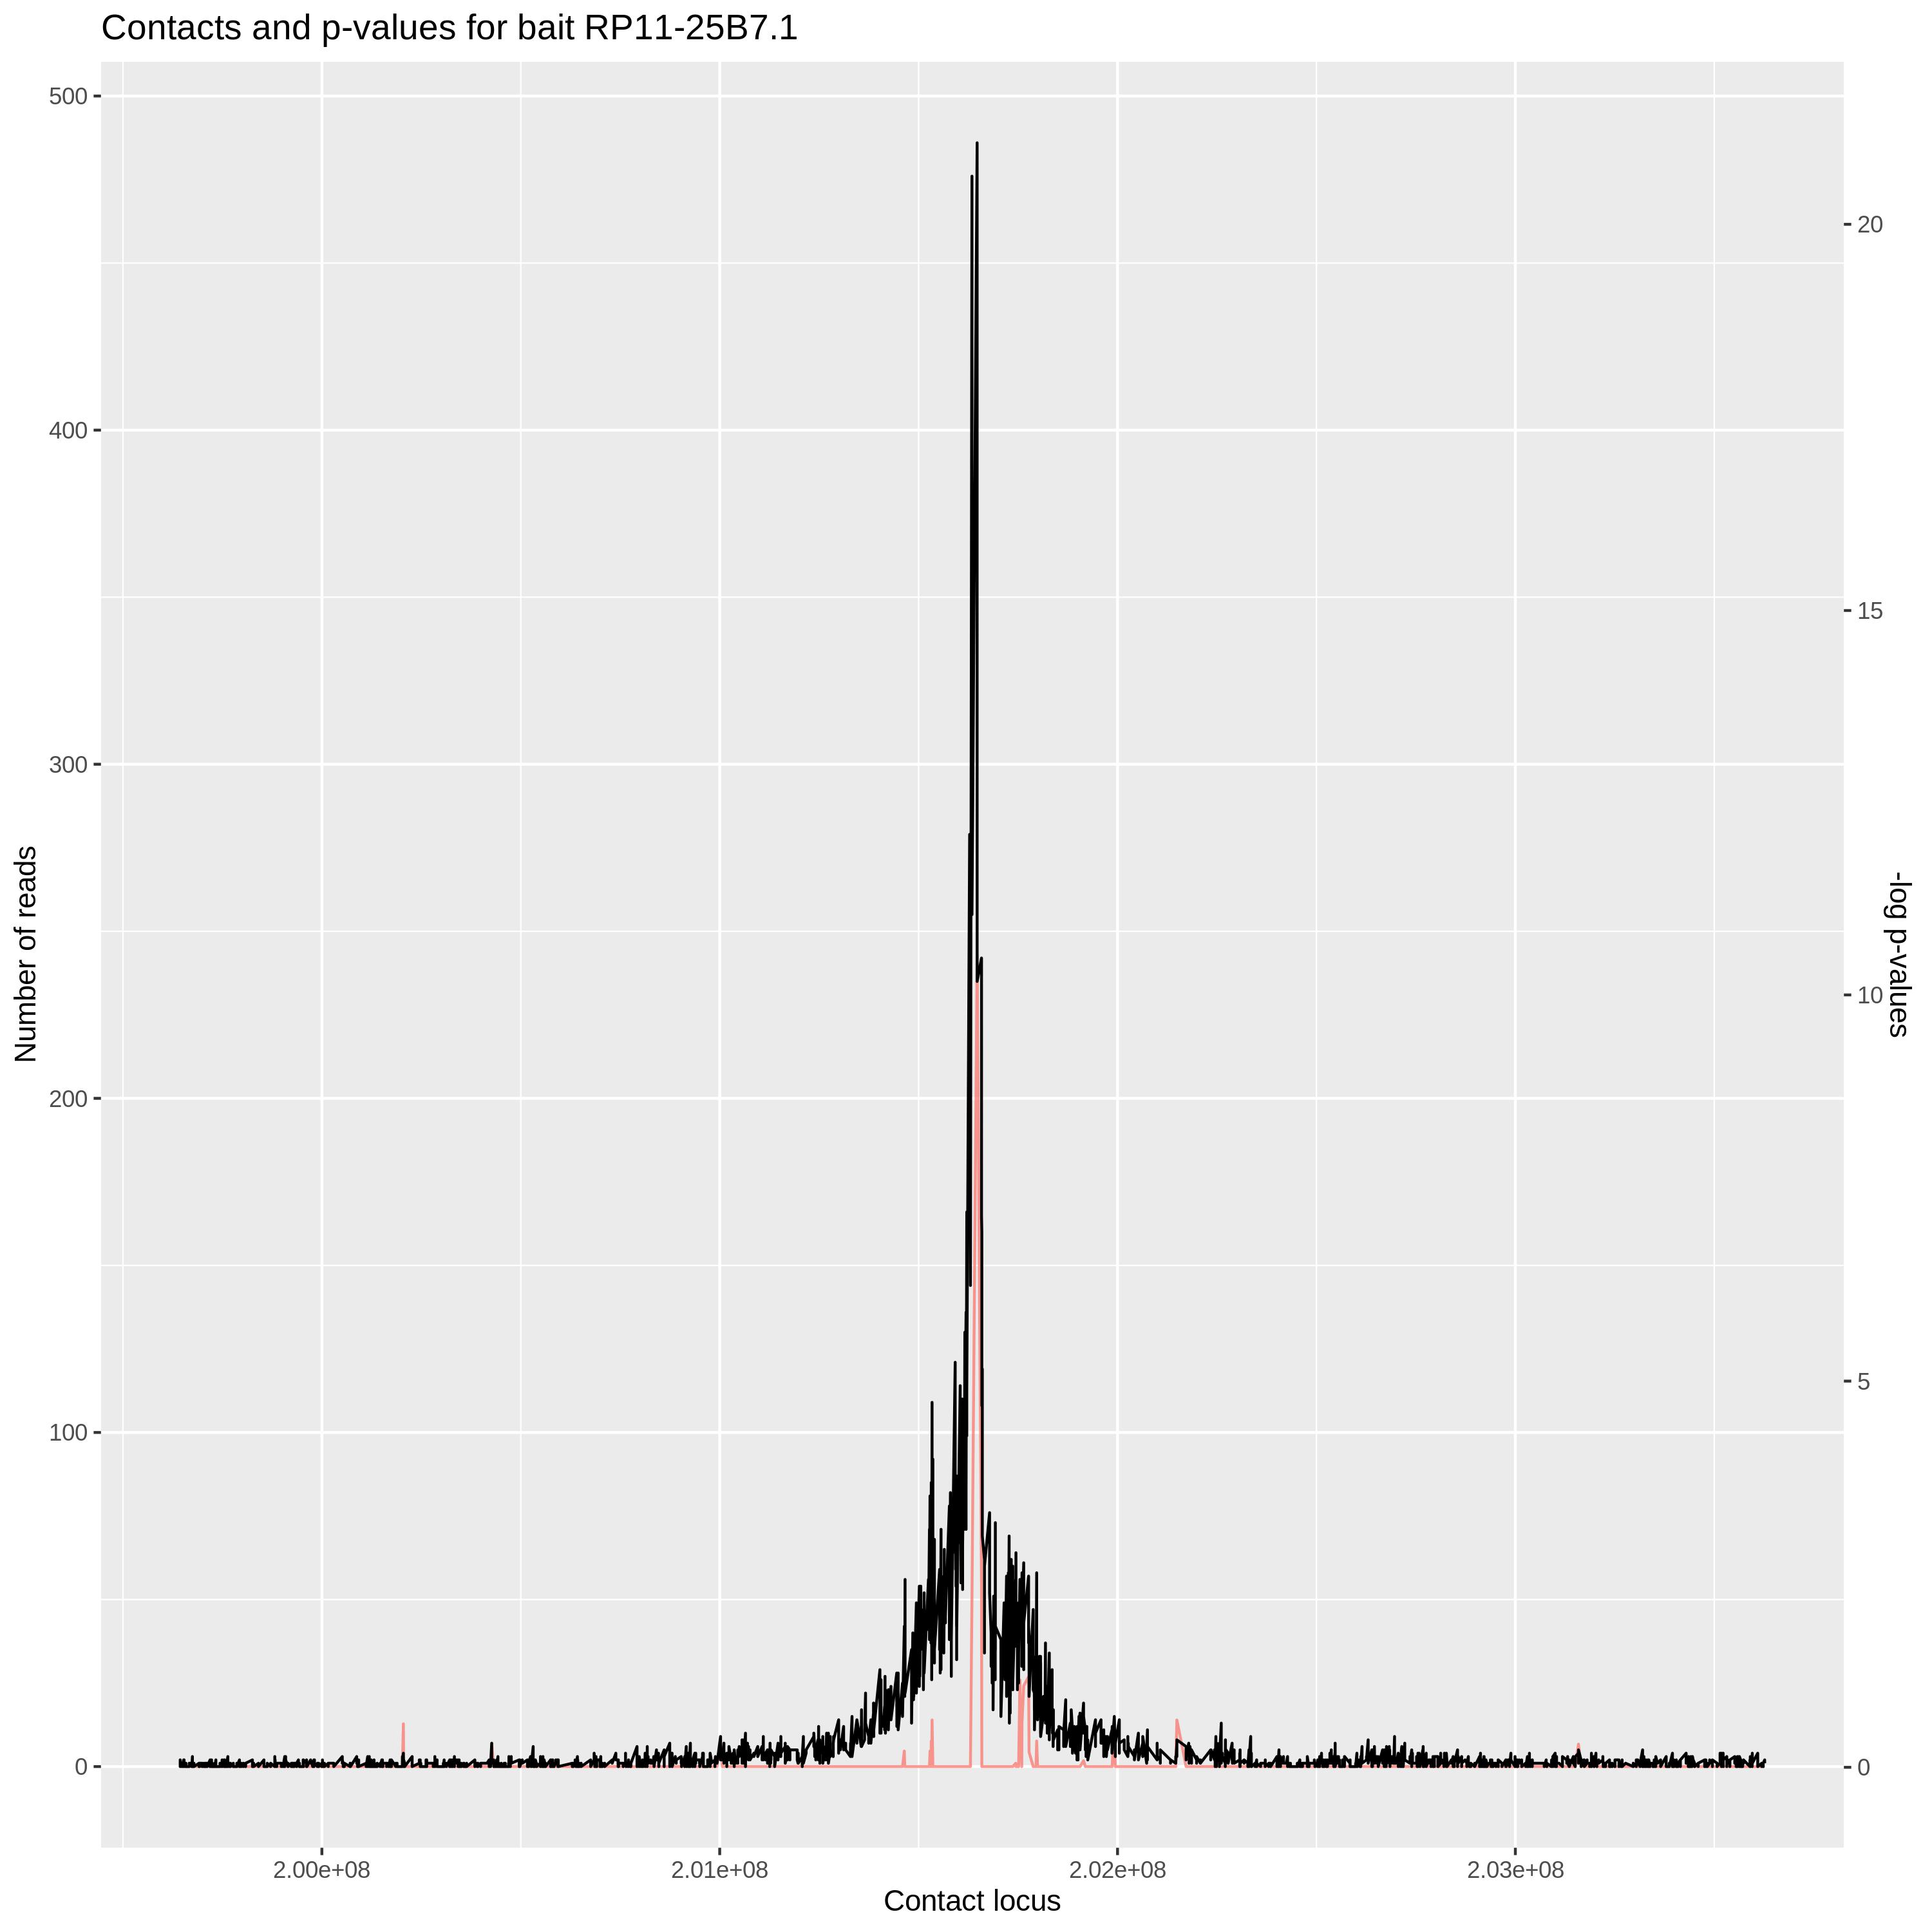 Contacts and p-values for bait RP11-25B7.1
500
400
300
200
100
0
Number of reads
20
15
10
5
0
-log p-values
2.00e+08
2.01e+08
2.02e+08
2.03e+08
Contact locus